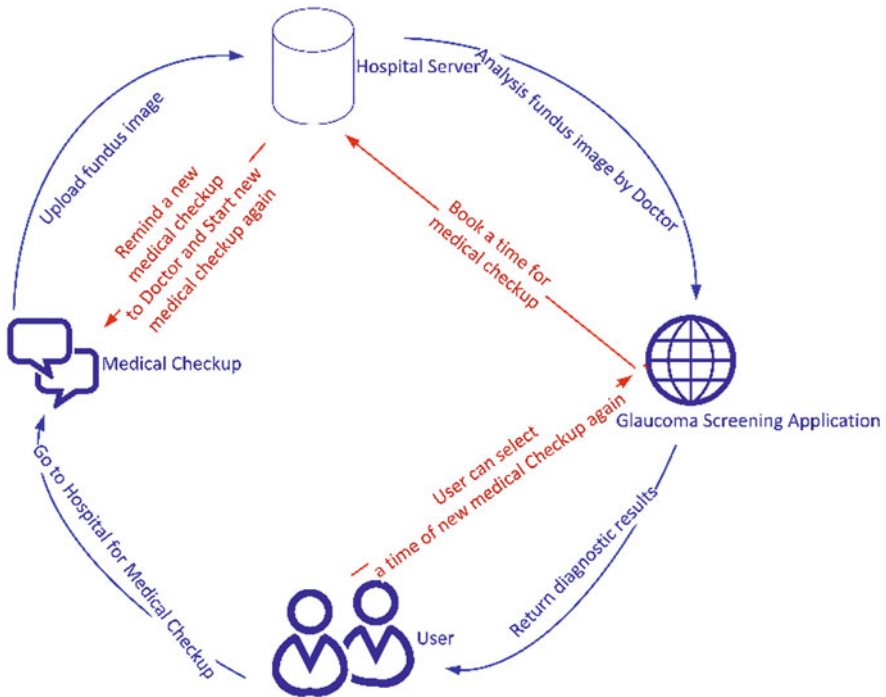 Hospital Server
Upload fundus image
Analysis fundus image by Doctor
Remind a new
medical checkup
to Doctor and Start new
medical checkup again
Book a time for
medical checkup
Medical Checkup
Glaucoma Screening Application
User can select
a time of new medical Checkup again
Go to Hospital for Medical Checkup
Return diagnostic results
User